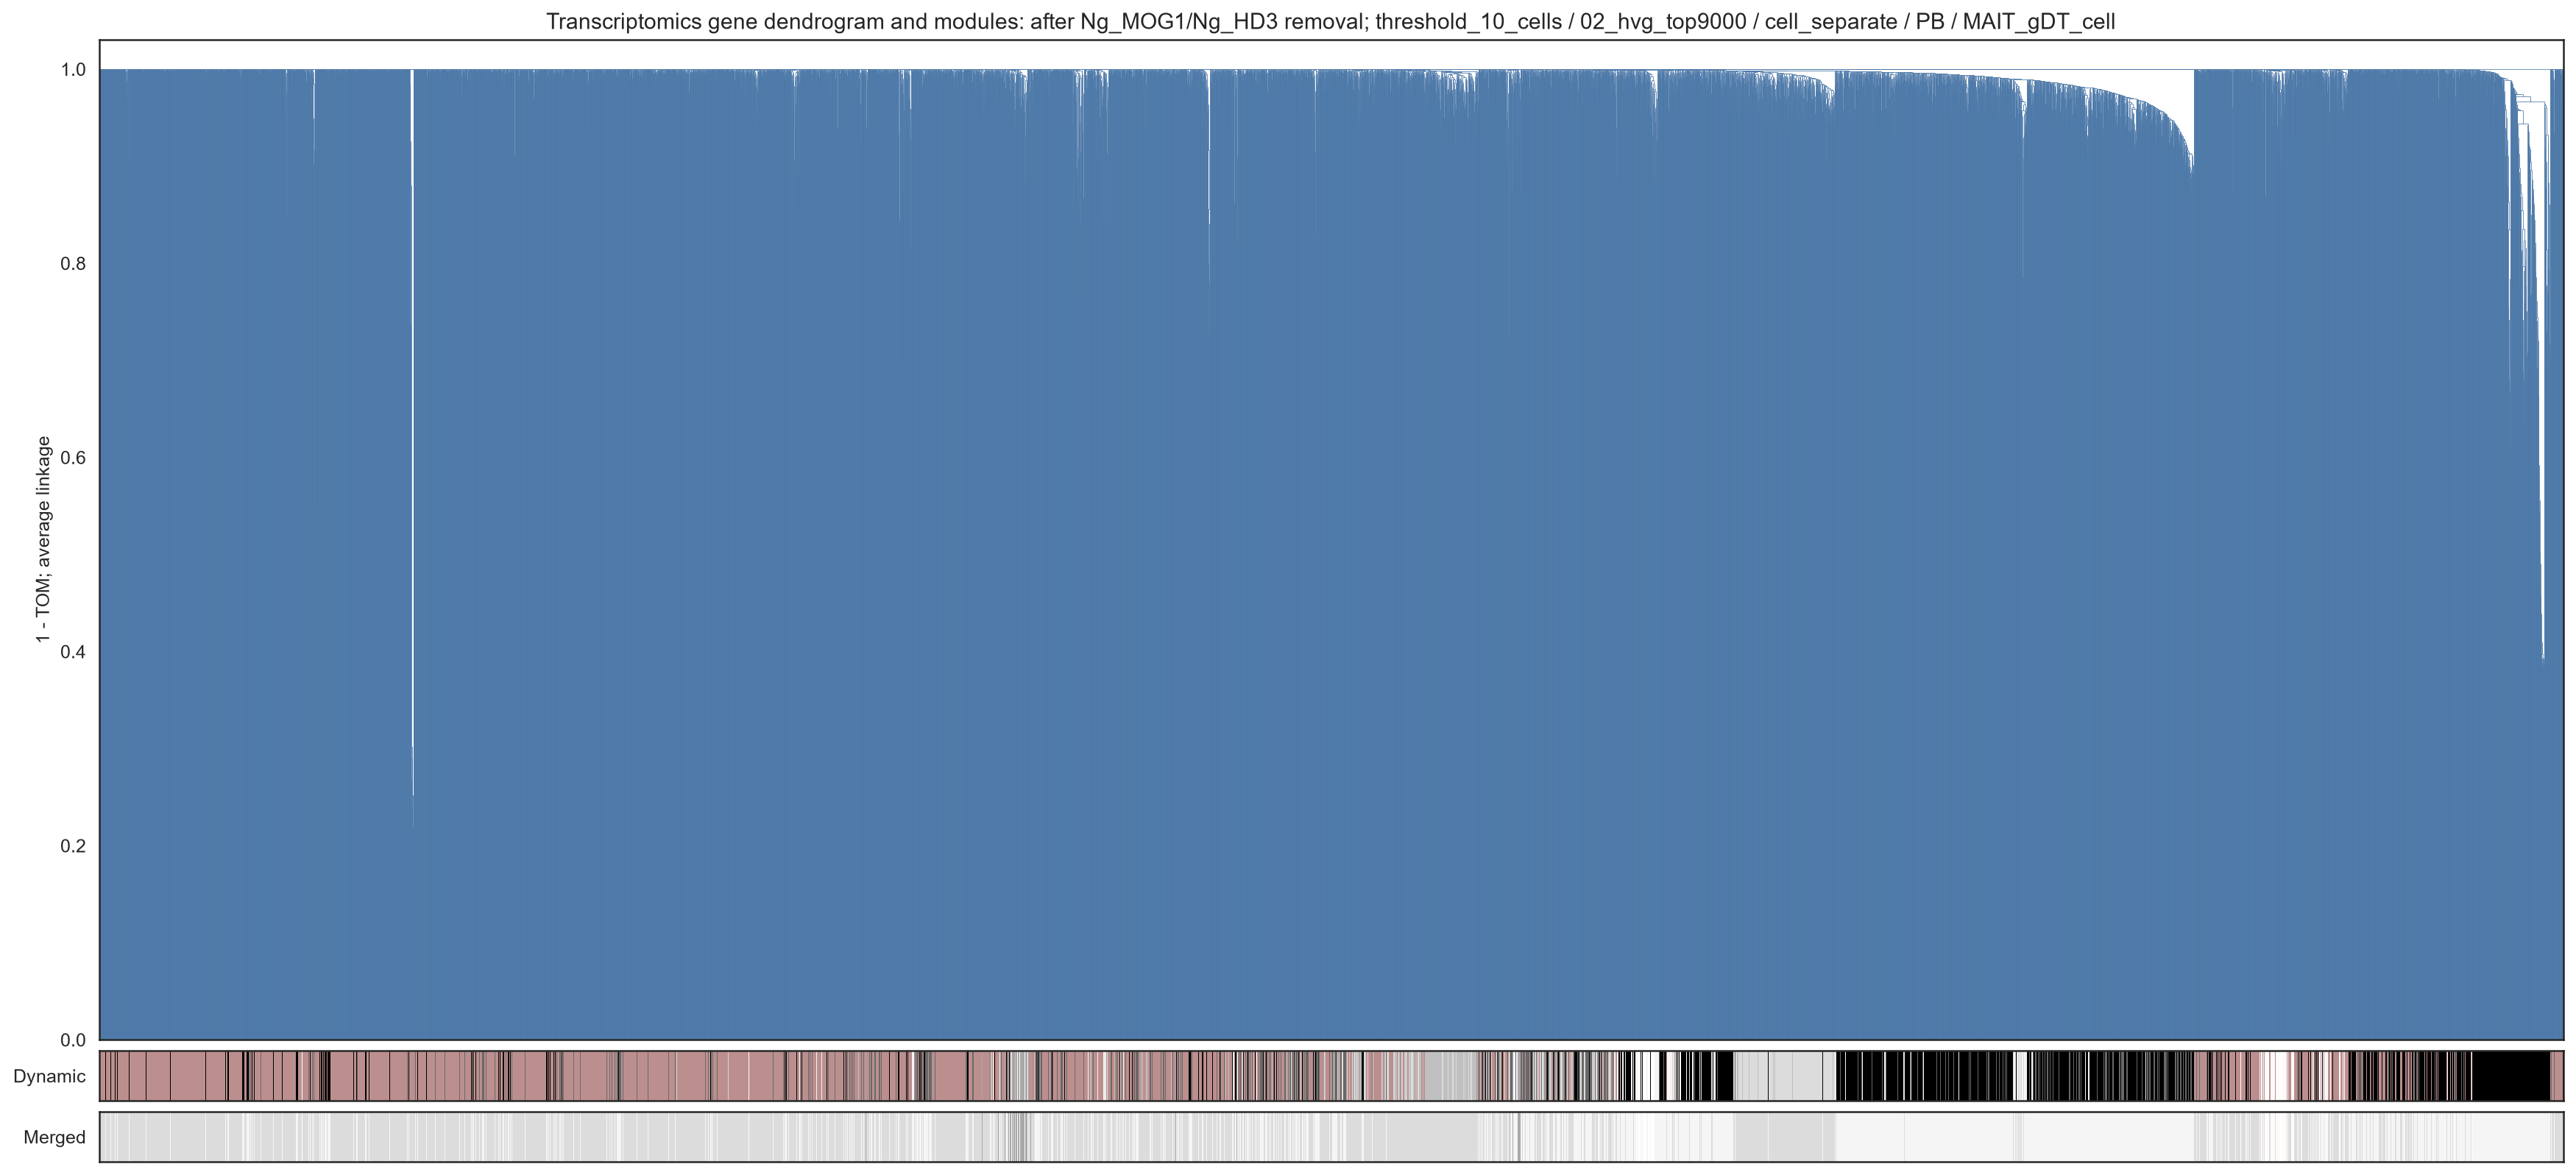 Transcriptomics gene dendrogram and modules: after Ng_MOG1/Ng_HD3 removal; threshold_10_cells / 02_hvg_top9000 / cell_separate / PB / MAIT_gDT_cell
1.0
0.8
0.6
0.4
0.2
0.0
1 - TOM; average linkage
Dynamic
Merged